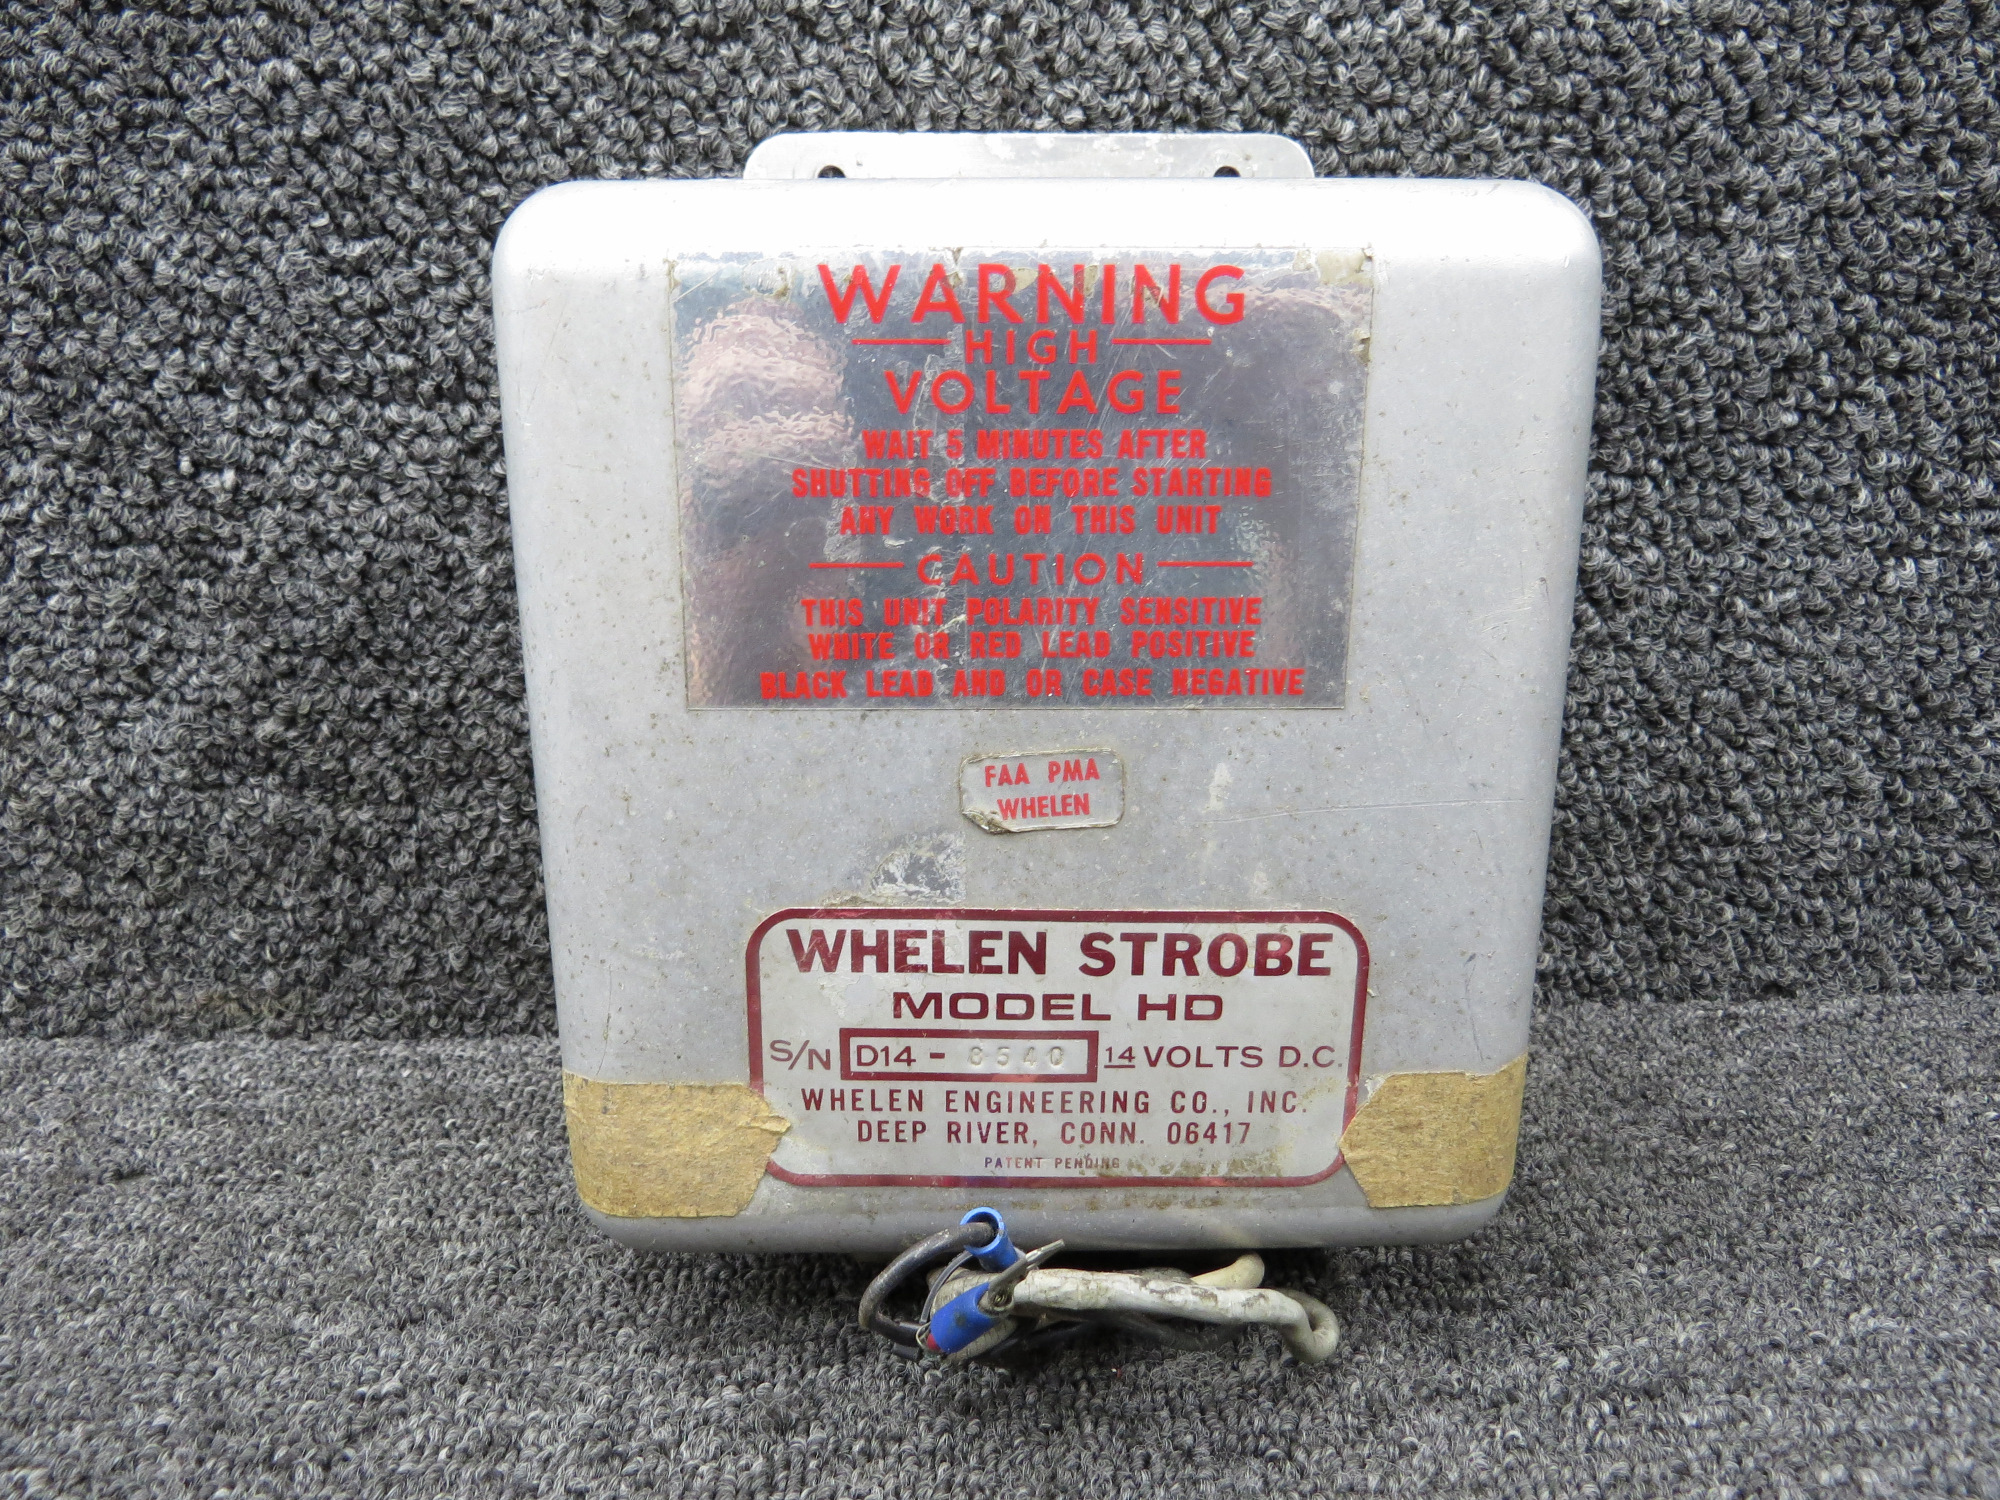 WARNING
HIGH
VOLTAGE
WAIT 5 MINUTES AFTER
SHUTTING OFF BEFORE STARTING
ANY WORK ON THIS UNIT
CAUTION
THIS UNIT POLARITY SENSITIVE
WHITE OR RED LEAD POSITIVE
BLACK LEAD AND OR CASE NEGATIVE
FAA PMA
WHELEN
WHELEN STROBE
MODEL HD
S/N D14 - 14 VOLTS D.C.
WHELEN ENGINEERING CO., INC.
DEEP RIVER, CONN. 06417
PATENT PENDING